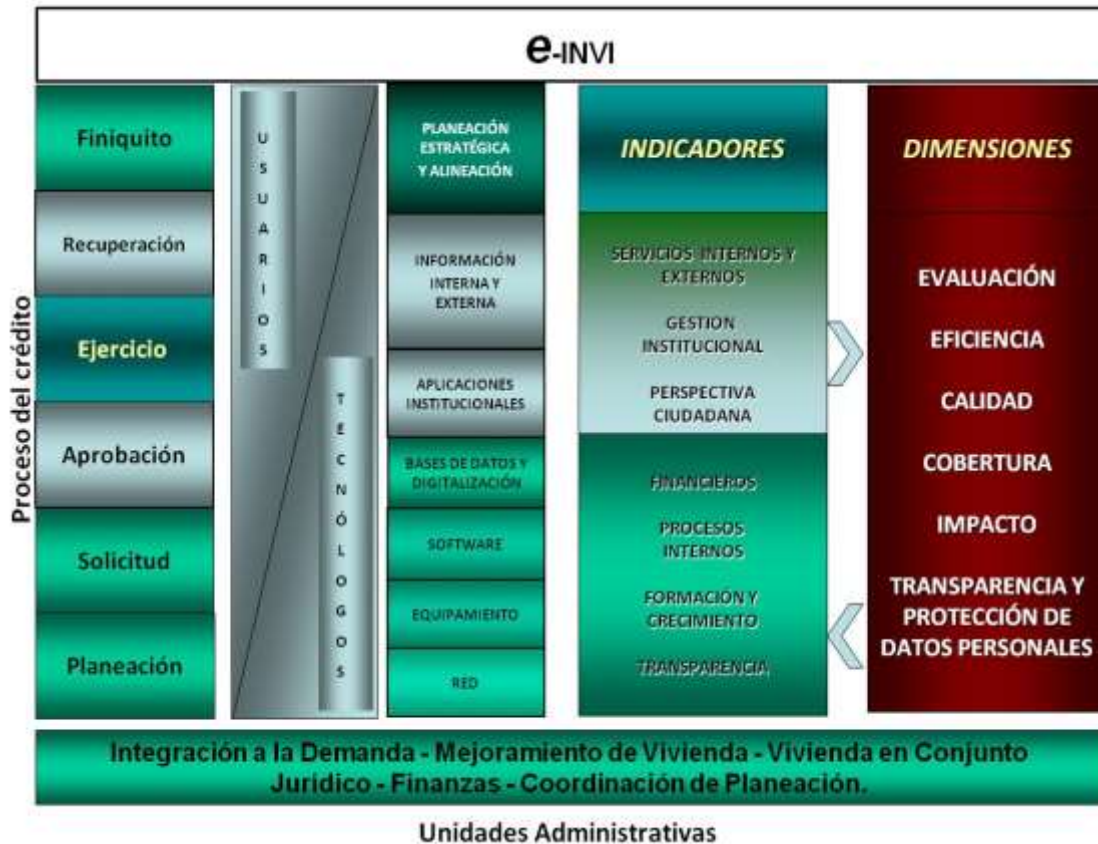 e-INVI
Proceso del crédito
Finiquito
Recuperación
Ejercicio
Aprobación
Solicitud
Planeación
USUARIOS
TECNÓLOGOS
PLANEACIÓN
ESTRATÉGICA
Y ALINEACIÓN
INFORMACIÓN
INTERNA Y
EXTERNA
APLICACIONES
INSTITUCIONALES
BASES DE DATOS Y
DIGITALIZACIÓN
SOFTWARE
EQUIPAMIENTO
RED
INDICADORES
SERVICIOS INTERNOS Y
EXTERNOS
GESTION
INSTITUCIONAL
PERSPECTIVA
CIUDADANA
FINANCIEROS
PROCESOS
INTERNOS
FORMACIÓN Y
CRECIMIENTO
TRANSPARENCIA
DIMENSIONES
EVALUACIÓN
EFICIENCIA
CALIDAD
COBERTURA
IMPACTO
TRANSPARENCIA Y
PROTECCIÓN DE
DATOS PERSONALES
Integración a la Demanda - Mejoramiento de Vivienda - Vivienda en Conjunto
Jurídico - Finanzas - Coordinación de Planeación.
Unidades Administrativas